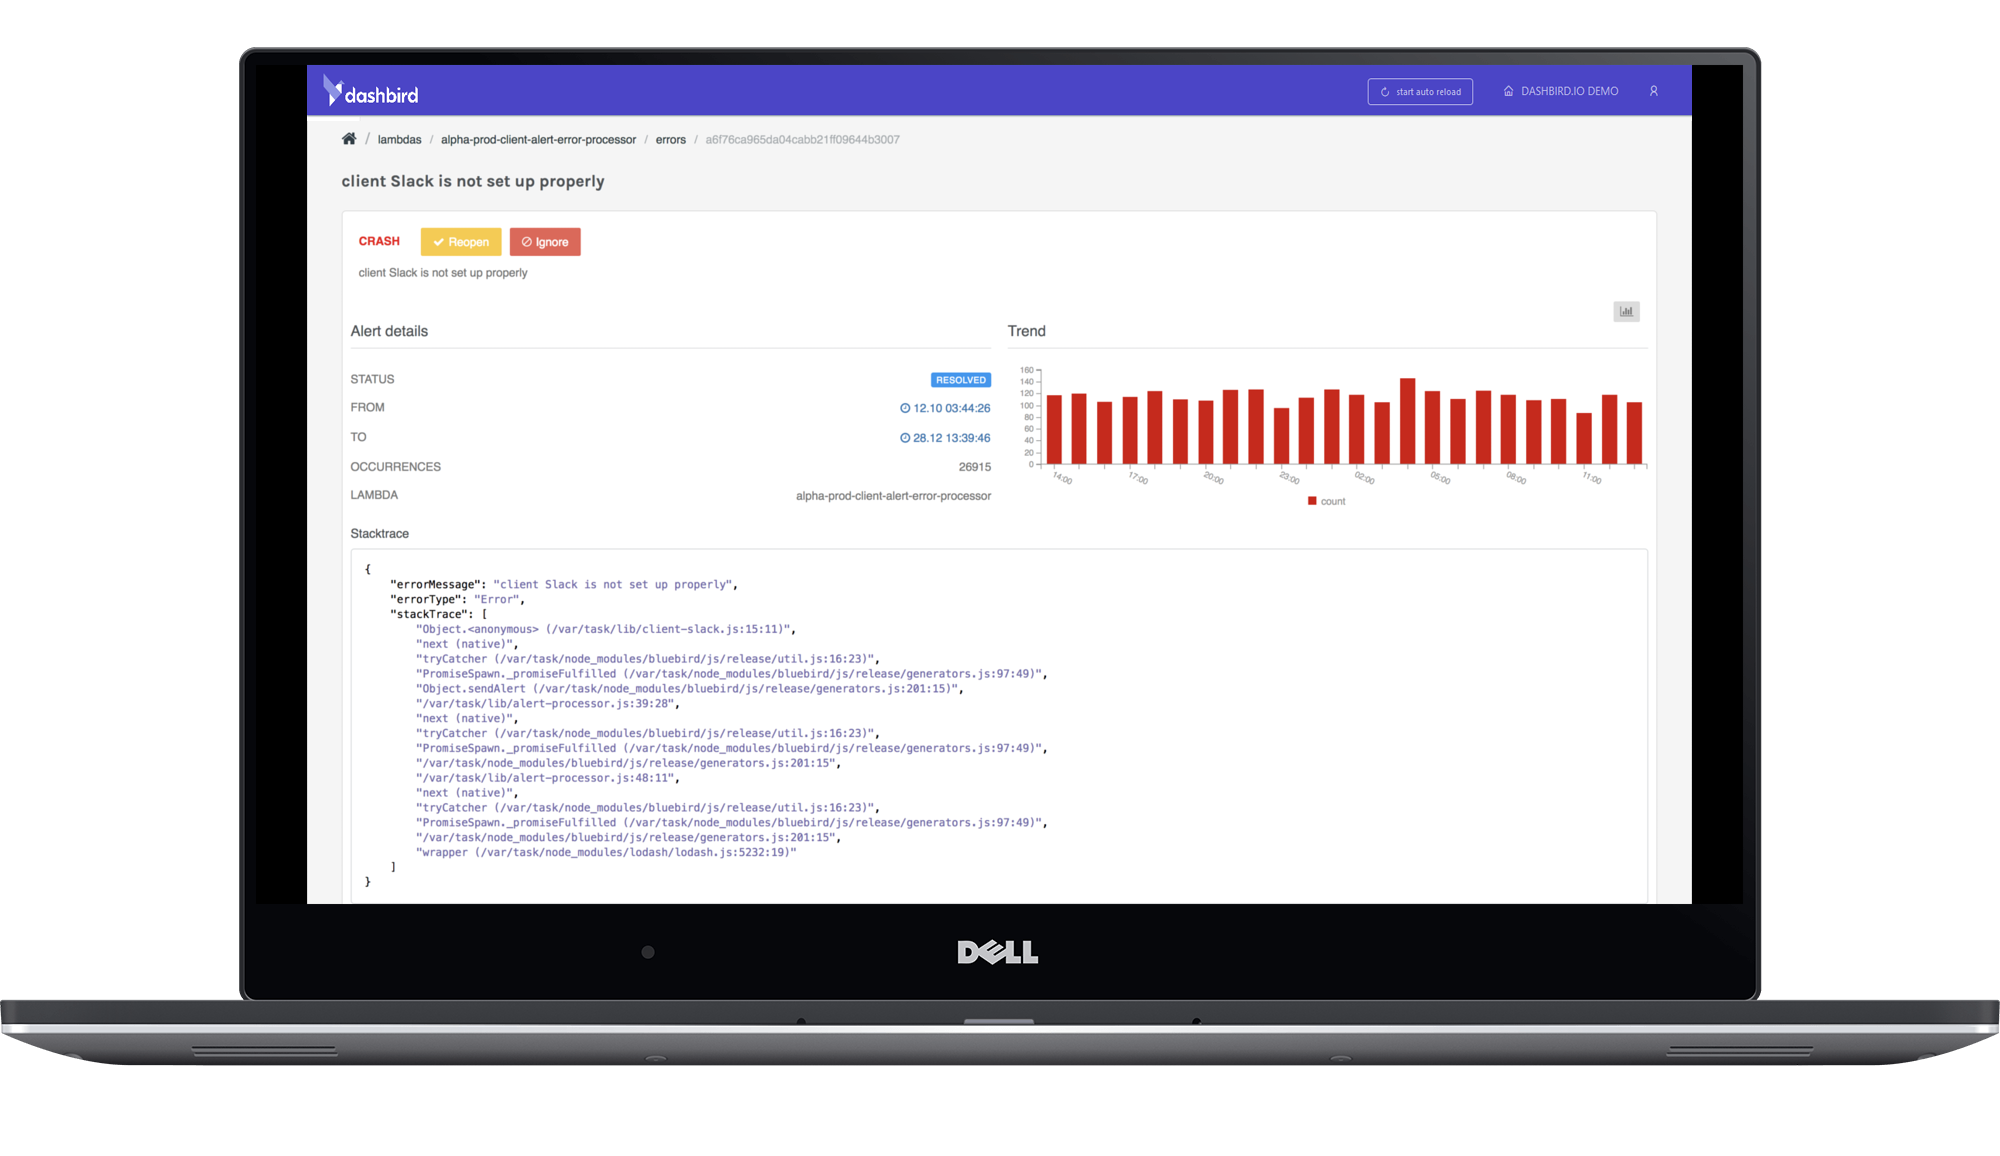 dashbird
start auto reload
DASHBIRD.IO DEMO
/ lambdas / alpha-prod-client-alert-error-processor / errors / a6f76ca965da04cabb21ff09644b3007
client Slack is not set up properly
CRASH
Reopen
Ignore
client Slack is not set up properly
Alert details
STATUS RESOLVED
FROM 12.10 03:44:26
TO 28.12 13:39:46
OCCURRENCES 26915
LAMBDA alpha-prod-client-alert-error-processor
Trend
160
140
120
100
80
60
40
20
0
14:00 17:00 20:00 23:00 02:00 05:00 08:00 11:00
count
Stacktrace
{
"errorMessage": "client Slack is not set up properly",
"errorType": "Error",
"stackTrace": [
"Object.<anonymous> (/var/task/lib/client-slack.js:15:11)",
"next (native)",
"tryCatcher (/var/task/node_modules/bluebird/js/release/util.js:16:23)",
"PromiseSpawn._promiseFulfilled (/var/task/node_modules/bluebird/js/release/generators.js:97:49)",
"Object.sendAlert (/var/task/node_modules/bluebird/js/release/generators.js:201:15)",
"/var/task/lib/alert-processor.js:39:28",
"next (native)",
"tryCatcher (/var/task/node_modules/bluebird/js/release/util.js:16:23)",
"PromiseSpawn._promiseFulfilled (/var/task/node_modules/bluebird/js/release/generators.js:97:49)",
"/var/task/node_modules/bluebird/js/release/generators.js:201:15",
"/var/task/lib/alert-processor.js:48:11",
"next (native)",
"tryCatcher (/var/task/node_modules/bluebird/js/release/util.js:16:23)",
"PromiseSpawn._promiseFulfilled (/var/task/node_modules/bluebird/js/release/generators.js:97:49)",
"/var/task/node_modules/bluebird/js/release/generators.js:201:15",
"wrapper (/var/task/node_modules/lodash/lodash.js:5232:19)"
]
}
DELL